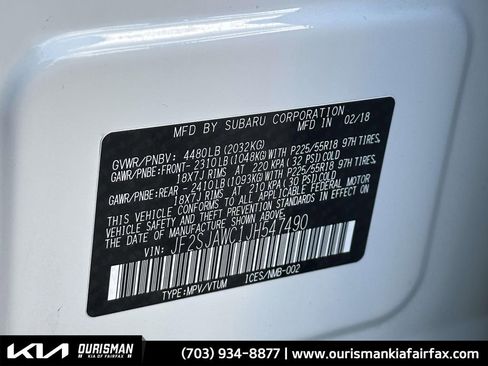 MFD BY SUBARU CORPORATION 02/18
GVWR/PNBV: 4480LB (2032KG)
GAWR/PNBE:FRONT-2310LB (1048KG)WITH P225/55R18 97H TIRES,
18X7J RIMS AT 220 KPA (32 PSI)COLD
GAWR/PNBE:REAR -2410LB (1093KG)WITH P225/55R18 97H TIRES,
18X7J RIMS AT 210 KPA (30 PSI)COLD
THIS VEHICLE CONFORMS TO ALL APPLICABLE FEDERAL MOTOR
VEHICLE SAFETY AND BUMPER STANDARDS IN EFFECT ON THE
DATE OF MANUFACTURE SHOWN ABOVE.
VIN: JF2SJAWC1JH547490
TYPE:MPV/VTUM ICES/NMB-002
KIA OURISMAN
KIA OF FAIRFAX
(703) 934-8877 | www.ourismankiafairfax.com